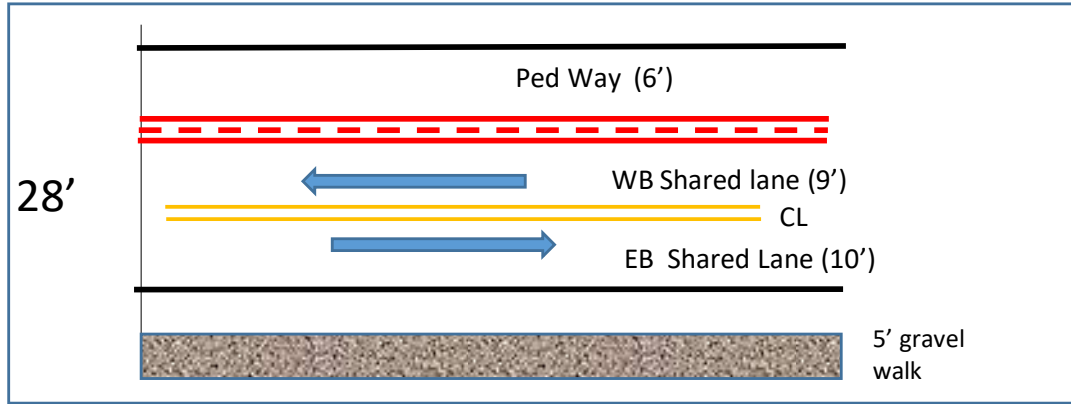 Ped Way (6’)
28’
WB Shared lane (9’)
CL
EB Shared Lane (10’)
5’ gravel
walk